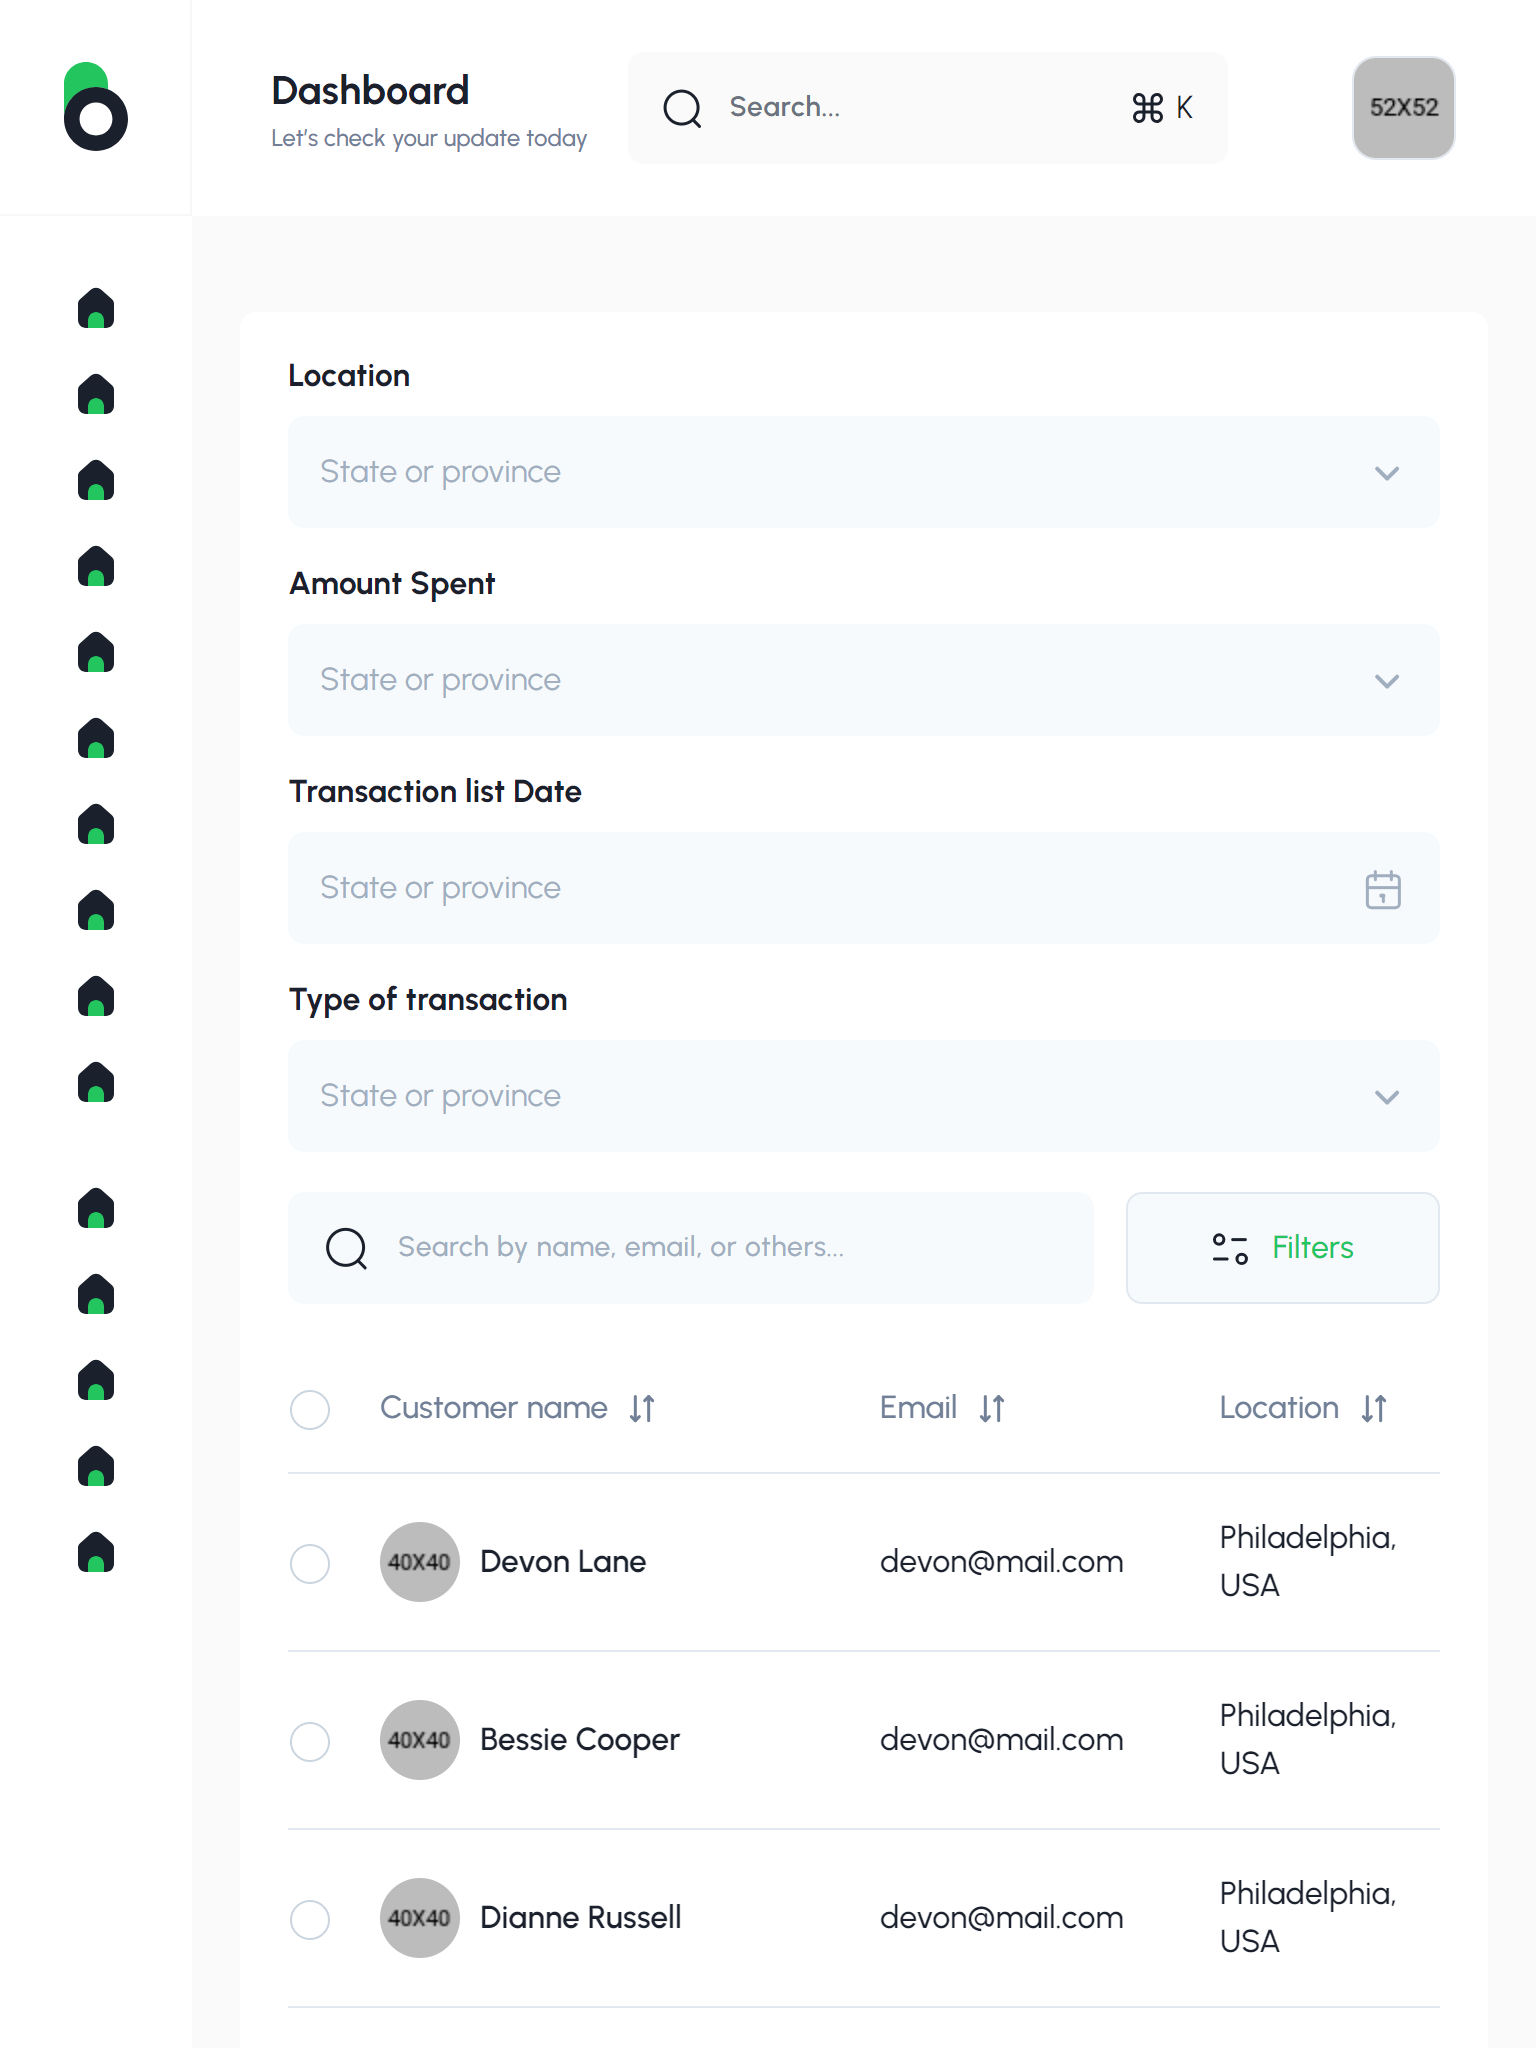 Dashboard
Let's check your update today
Search...
⌘ K
52X52
Location
State or province
Amount Spent
State or province
Transaction list Date
State or province
Type of transaction
State or province
Search by name, email, or others...
Filters
Customer name
Email
Location
40X40
Devon Lane
devon@mail.com
Philadelphia,
USA
40X40
Bessie Cooper
devon@mail.com
Philadelphia,
USA
40X40
Dianne Russell
devon@mail.com
Philadelphia,
USA